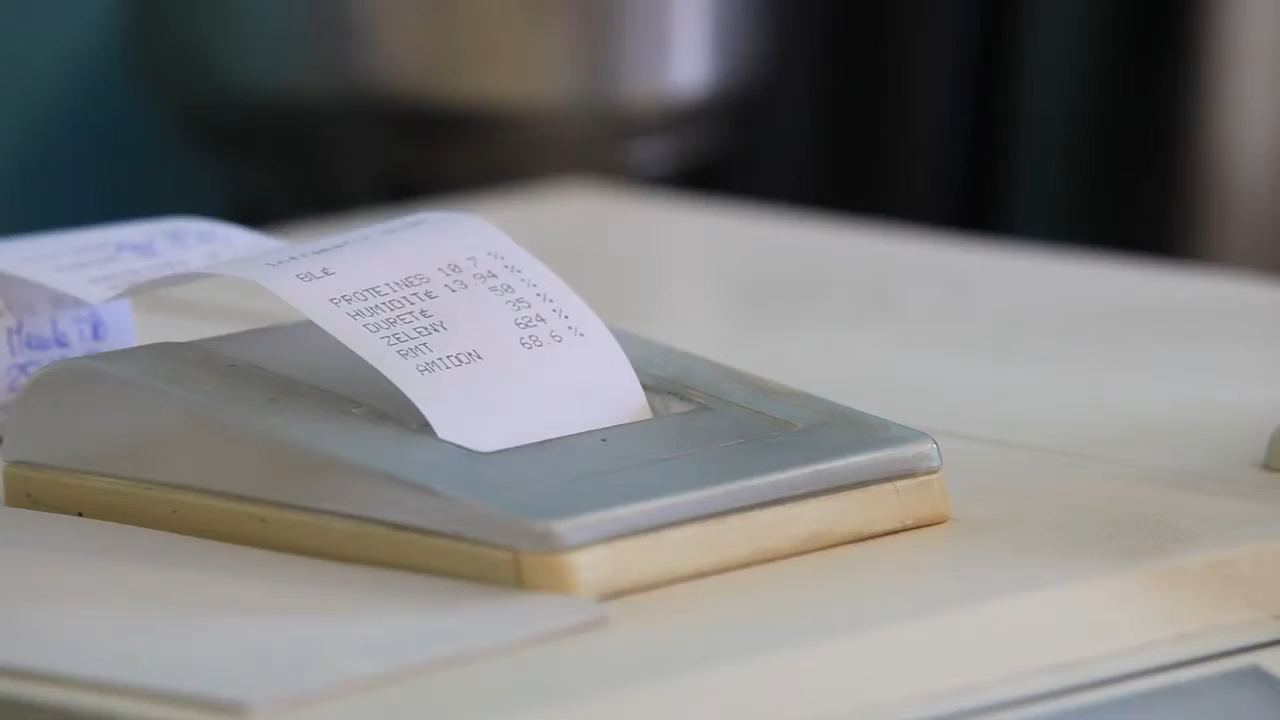 BLÉ
PROTEINES 10.7 %
HUMIDITÉ 13.94 %
DURETÉ 50
ZELENY 35 %
RMT 624 %
AMIDON 68.6 %